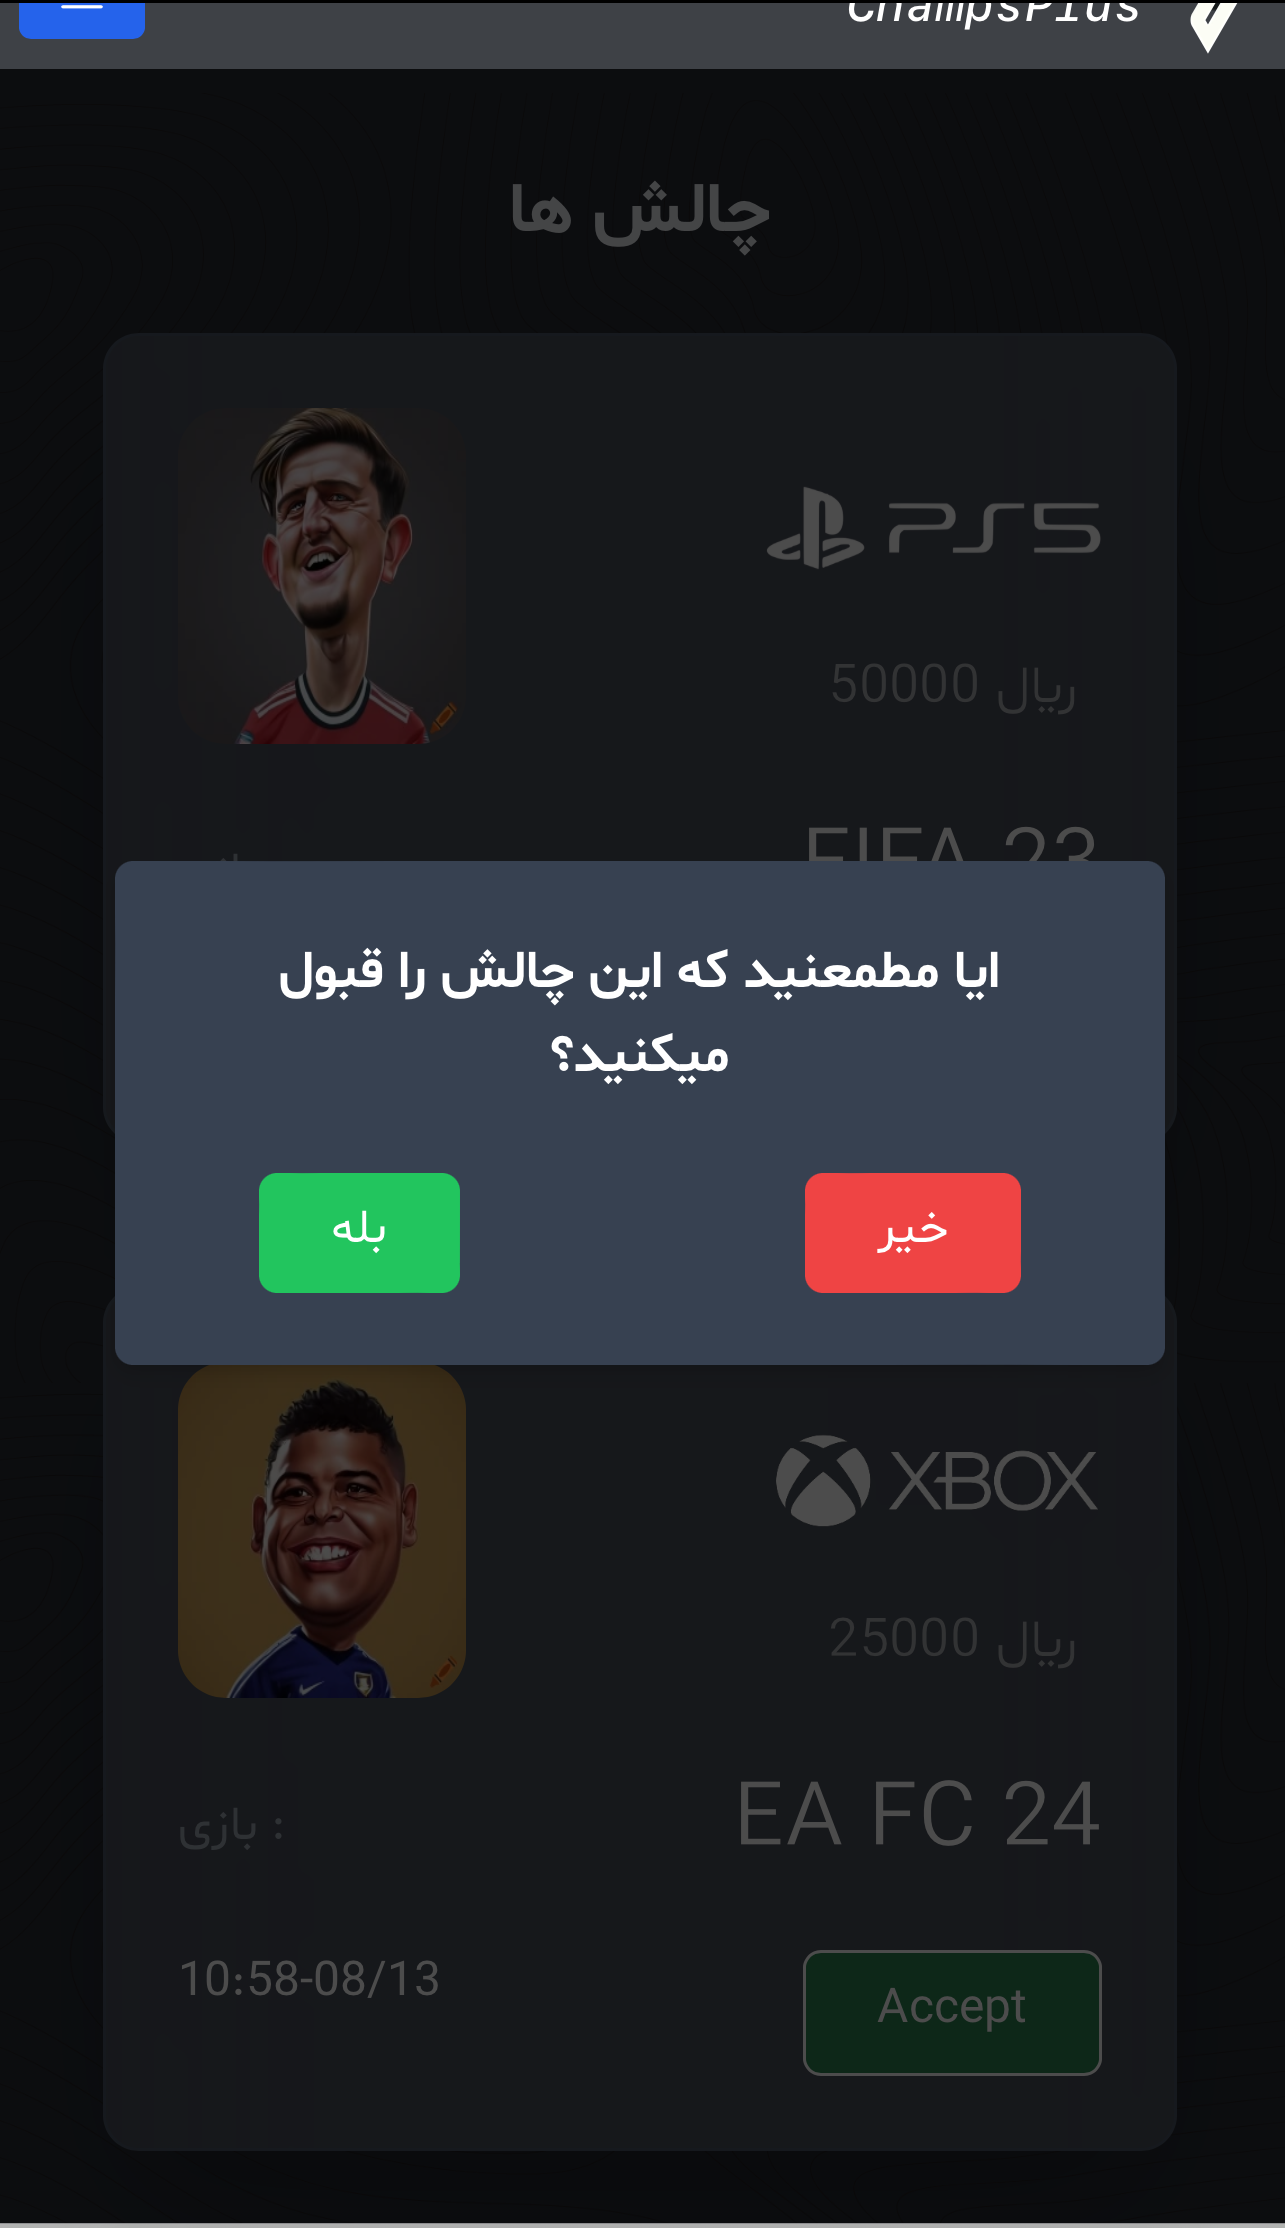 ChampsPlus
چالش ها
PS5
50000 ریال
FIFA 23
ایا مطمعنید که این چالش را قبول
میکنید؟
خیر
بله
XBOX
25000 ریال
EA FC 24
بازی :
10:58-08/13
Accept